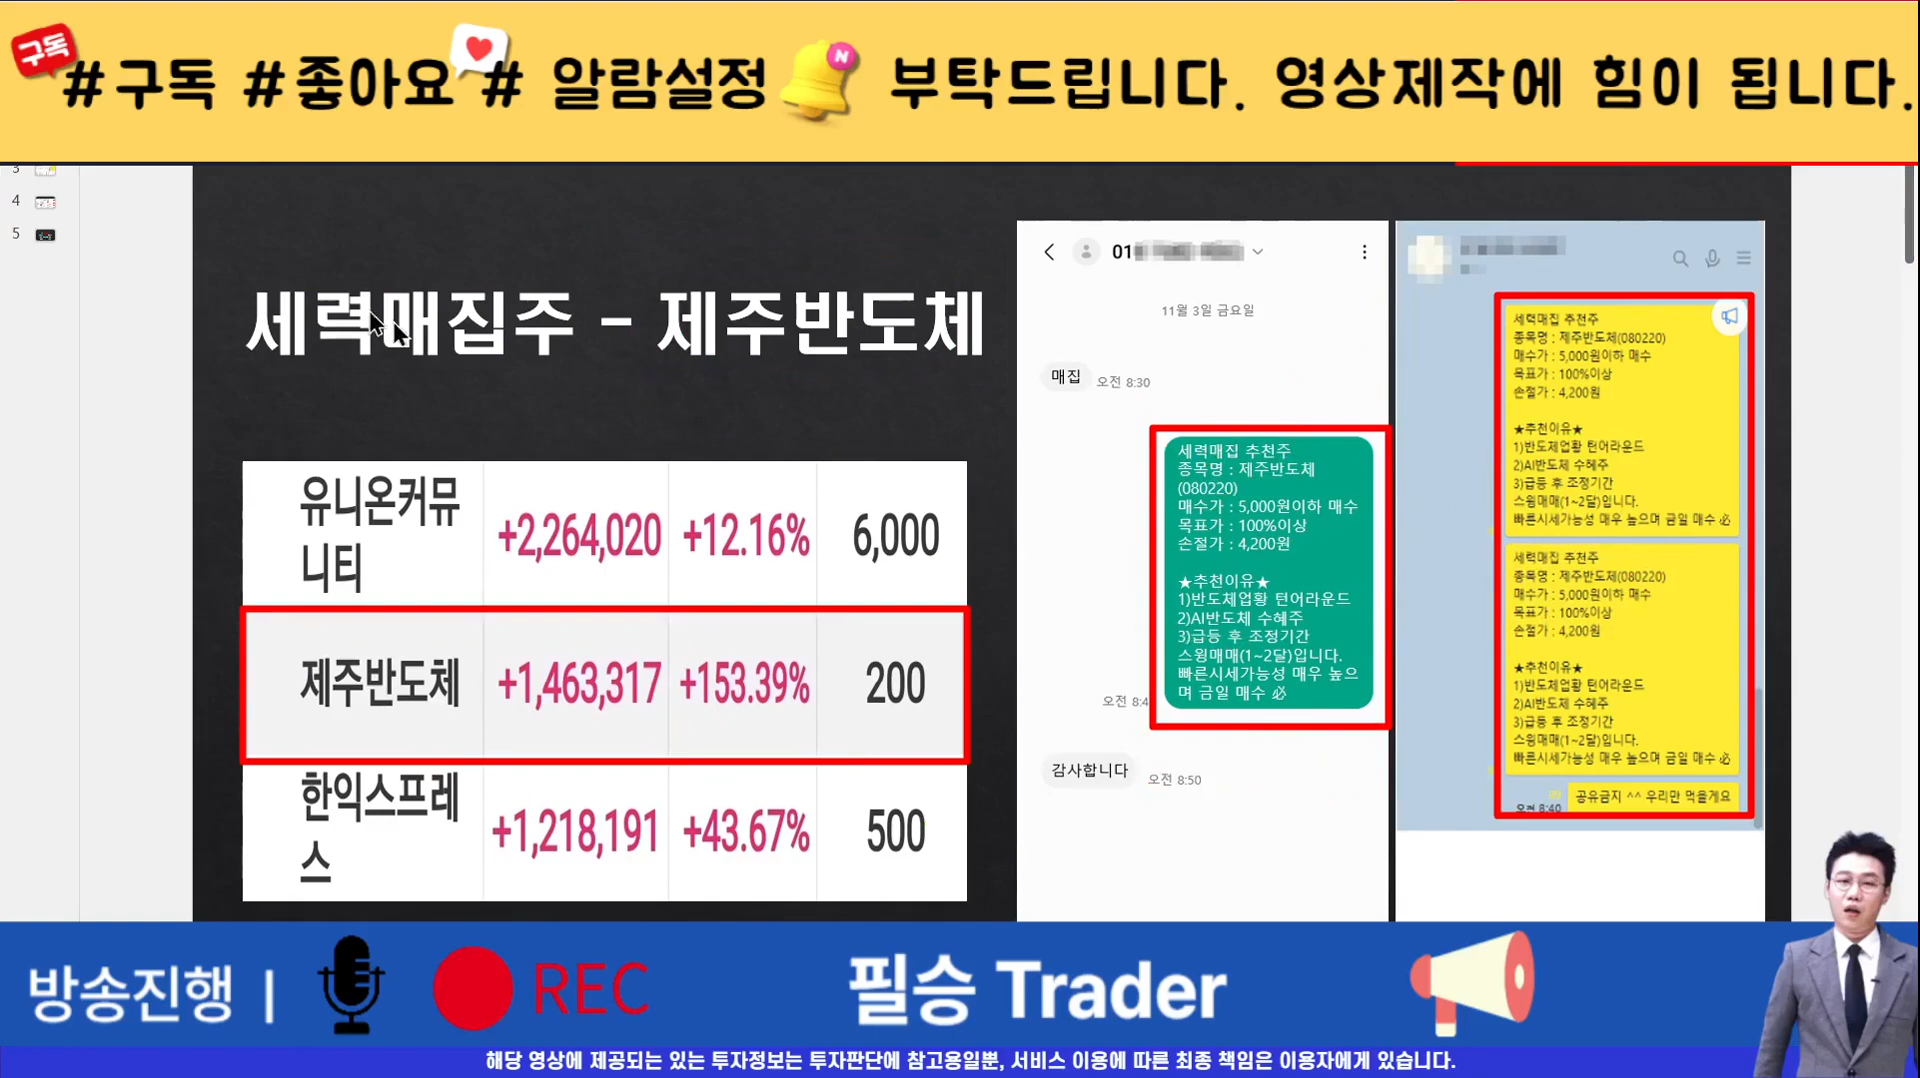 구독
#구독 #좋아요 # 알람설정 N 부탁드립니다. 영상제작에 힘이 됩니다.
3
4
5
세력매집주 - 제주반도체
유니온커뮤
니티
+2,264,020
+12.16%
6,000
제주반도체
+1,463,317
+153.39%
200
한익스프레
스
+1,218,191
+43.67%
500
01
11월 3일 금요일
매집
오전 8:30
세력매집 추천주
종목명 : 제주반도체
(080220)
매수가 : 5,000원이하 매수
목표가 : 100%이상
손절가 : 4,200원
★추천이유★
1)반도체업황 턴어라운드
2)AI반도체 수혜주
3)급등 후 조정기간
스윙매매(1~2달)입니다.
빠른시세가능성 매우 높으
며 금일 매수 必
오전 8:4
감사합니다
오전 8:50
세력매집 추천주
종목명 : 제주반도체(080220)
매수가 : 5,000원이하 매수
목표가 : 100%이상
손절가 : 4,200원
★추천이유★
1)반도체업황 턴어라운드
2)AI반도체 수혜주
3)급등 후 조정기간
스윙매매(1~2달)입니다.
빠른시세가능성 매우 높으며 금일 매수 必
세력매집 추천주
종목명 : 제주반도체(080220)
매수가 : 5,000원이하 매수
목표가 : 100%이상
손절가 : 4,200원
★추천이유★
1)반도체업황 턴어라운드
2)AI반도체 수혜주
3)급등 후 조정기간
스윙매매(1~2달)입니다.
빠른시세가능성 매우 높으며 금일 매수 必
오전 8:40
공유금지 ^^ 우리만 먹을게요
방송진행 |
REC
필승 Trader
해당 영상에 제공되는 있는 투자정보는 투자판단에 참고용일뿐, 서비스 이용에 따른 최종 책임은 이용자에게 있습니다.